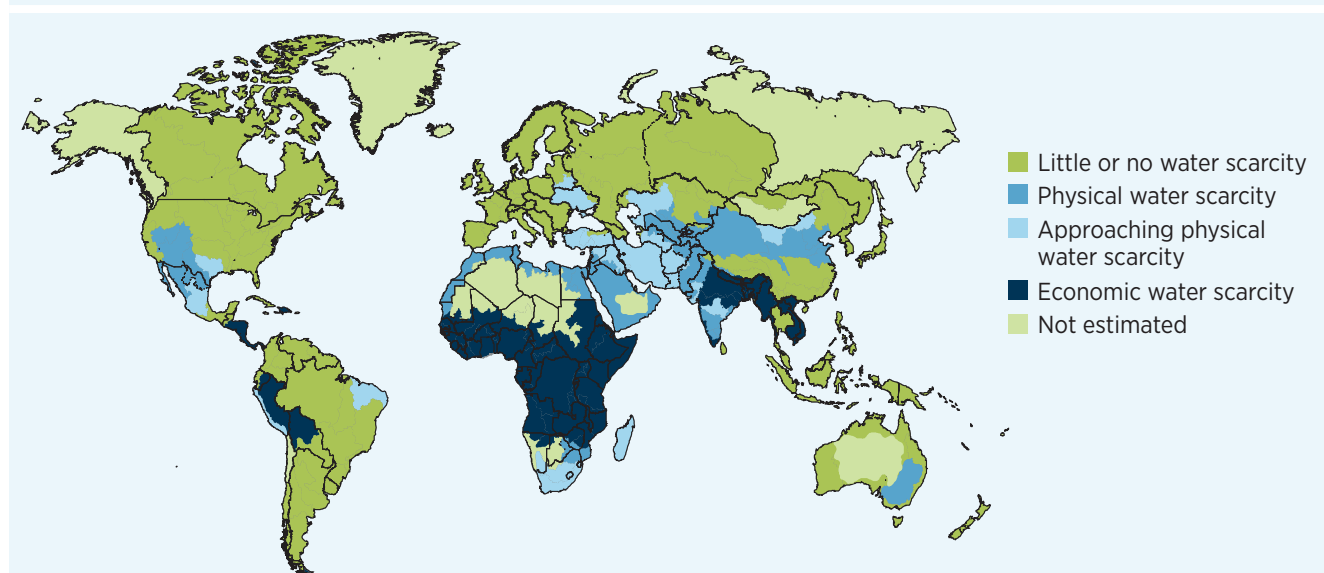 Little or no water scarcity
Physical water scarcity
Approaching physical
water scarcity
Economic water scarcity
Not estimated